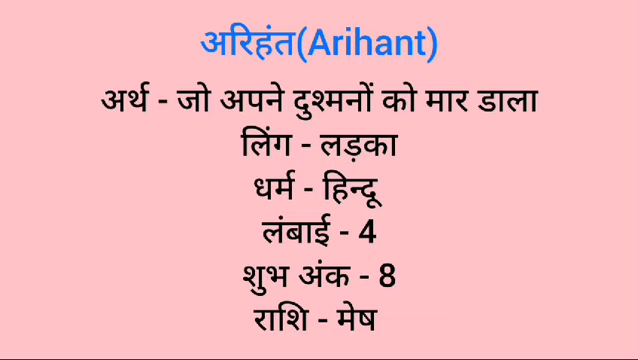 अरिहंत(Arihant)
अर्थ - जो अपने दुश्मनों को मार डाला
लिंग - लड़का
धर्म - हिन्दू
लंबाई - 4
शुभ अंक - 8
राशि - मेष